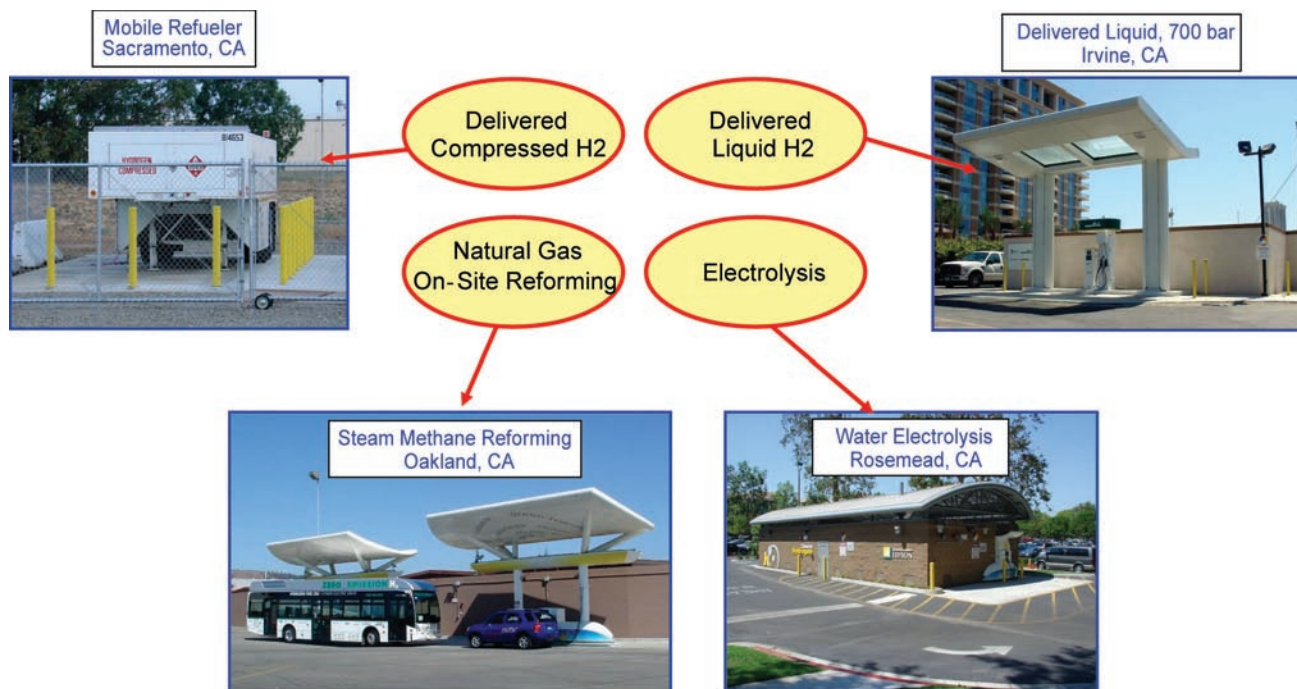 Mobile Refueler
Sacramento, CA
Delivered
Compressed H2
Delivered
Liquid H2
Delivered Liquid, 700 bar
Irvine, CA
814653
HYDROGEN
COMPRESSED
Natural Gas
On-Site Reforming
Electrolysis
Steam Methane Reforming
Oakland, CA
ZERO EMISSION
Water Electrolysis
Rosemead, CA